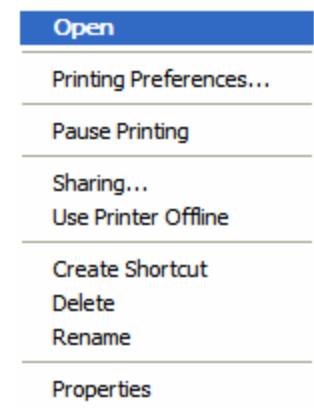 Open
Printing Preferences...
Pause Printing
Sharing...
Use Printer Offline
Create Shortcut
Delete
Rename
Properties